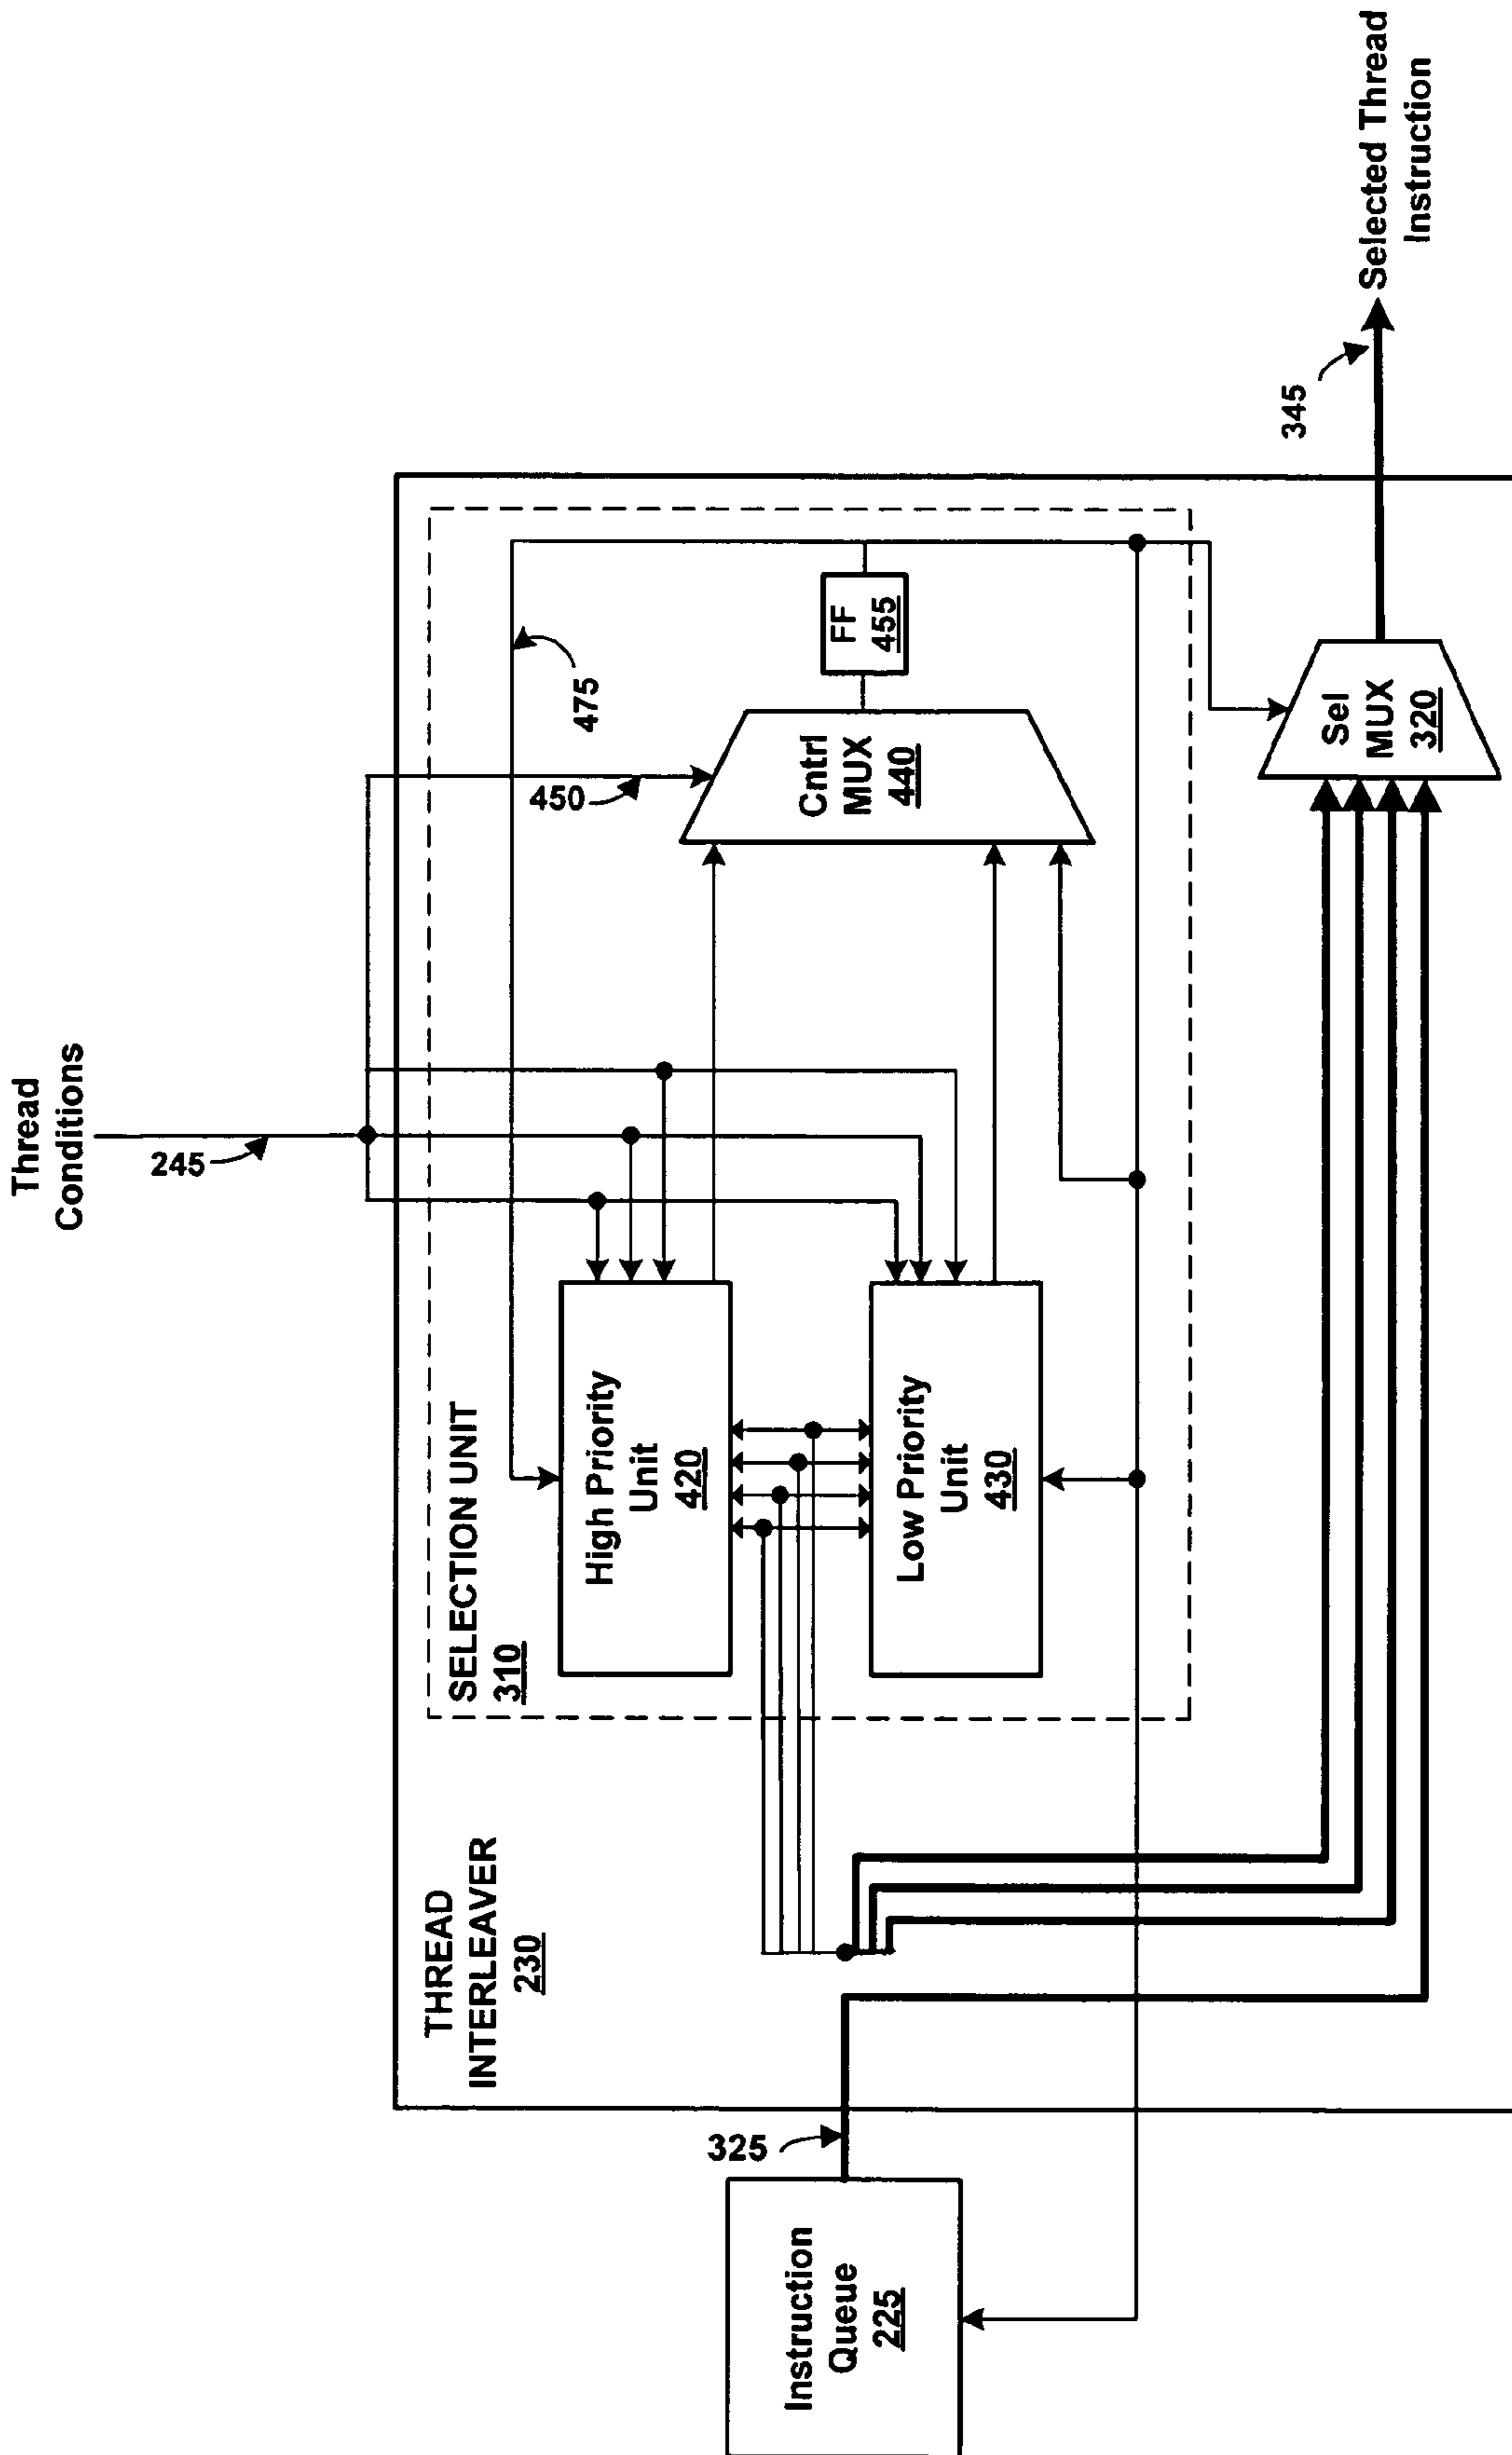 Thread
Conditions
245
THREAD
INTERLEAVER
230
SELECTION UNIT
310
475
450
High Priority
Unit
420
Cntrl
MUX
440
FF
455
Low Priority
Unit
430
325
Instruction
Queue
225
Sel
MUX
320
345
Selected Thread
Instruction